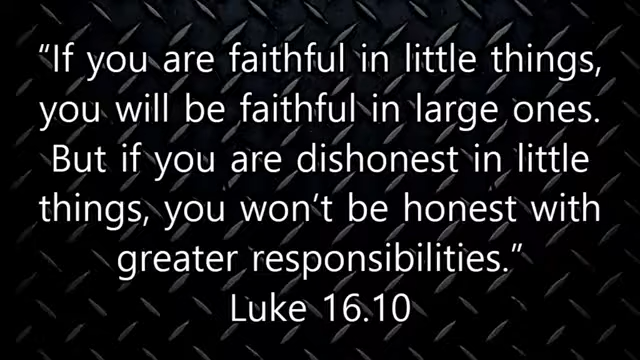 “If you are faithful in little things,
you will be faithful in large ones.
But if you are dishonest in little
things, you won’t be honest with
greater responsibilities.”
Luke 16.10